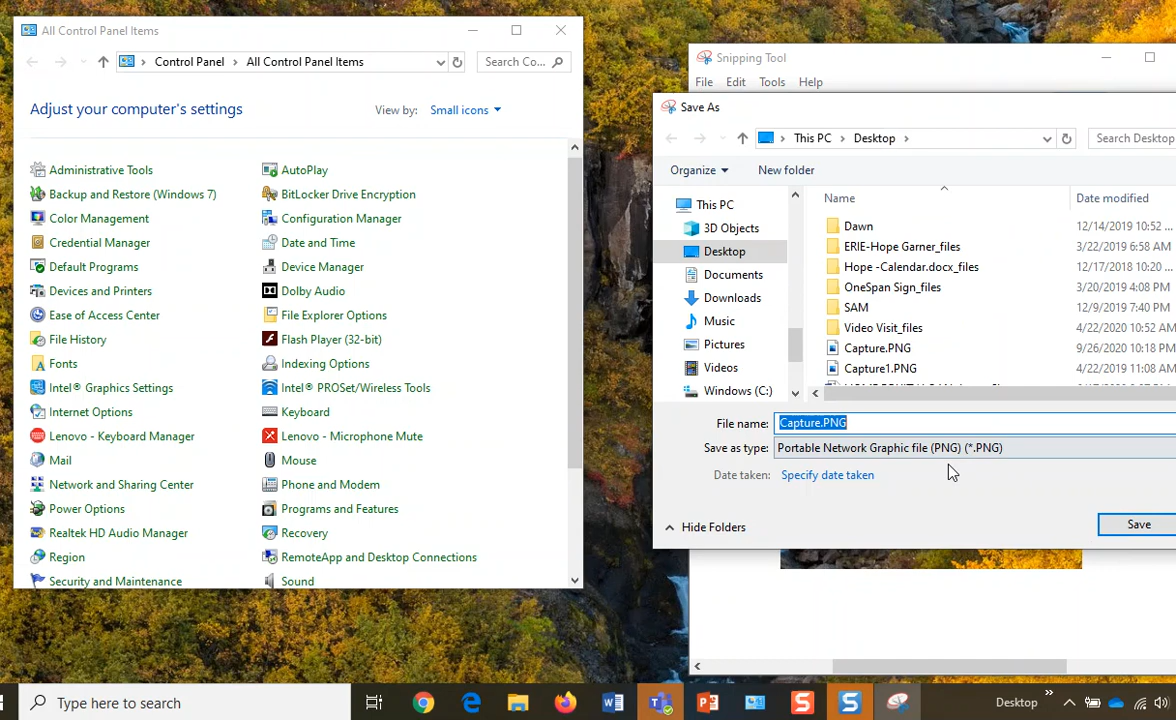 All Control Panel Items
Control Panel > All Control Panel Items
Search Co...
Adjust your computer's settings
View by: Small icons
Administrative Tools
Backup and Restore (Windows 7)
Color Management
Credential Manager
Default Programs
Devices and Printers
Ease of Access Center
File History
Fonts
Intel® Graphics Settings
Internet Options
Lenovo - Keyboard Manager
Mail
Network and Sharing Center
Power Options
Realtek HD Audio Manager
Region
Security and Maintenance
AutoPlay
BitLocker Drive Encryption
Configuration Manager
Date and Time
Device Manager
Dolby Audio
File Explorer Options
Flash Player (32-bit)
Indexing Options
Intel® PROSet/Wireless Tools
Keyboard
Lenovo - Microphone Mute
Mouse
Phone and Modem
Programs and Features
Recovery
RemoteApp and Desktop Connections
Sound
Snipping Tool
File Edit Tools Help
Save As
This PC > Desktop >
Search Desktop
Organize New folder
This PC
3D Objects
Desktop
Documents
Downloads
Music
Pictures
Videos
Windows (C:)
Name Date modified
Dawn 12/14/2019 10:52 ...
ERIE-Hope Garner_files 3/22/2019 6:58 AM
Hope -Calendar.docx_files 12/17/2018 10:20 ...
OneSpan Sign_files 3/20/2019 4:08 PM
SAM 12/9/2019 7:40 PM
Video Visit_files 4/22/2020 10:52 AM
Capture.PNG 9/26/2020 10:18 PM
Capture1.PNG 4/22/2019 11:08 AM
File name: Capture.PNG
Save as type: Portable Network Graphic file (PNG) (*.PNG)
Date taken: Specify date taken
Hide Folders
Save
Type here to search
Desktop